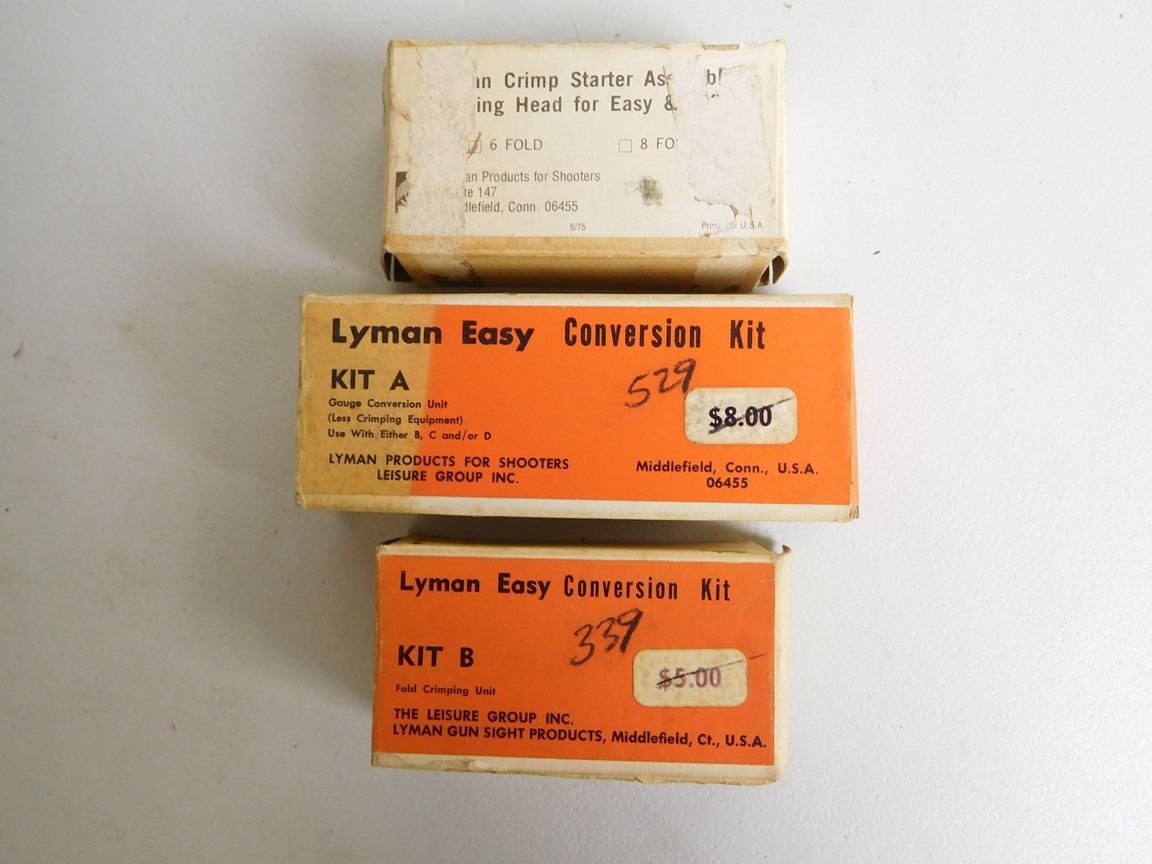 an Crimp Starter
ing Head for Easy &
6 FOLD 8 FO
an Products for Shooters
te 147
dlefield, Conn. 06455
5/75 U.S.A.
Lyman Easy Conversion Kit
529
KIT A
$8.00
Gauge Conversion Unit
(Less Crimping Equipment)
Use With Either B, C and/or D
LYMAN PRODUCTS FOR SHOOTERS
LEISURE GROUP INC.
Middlefield, Conn., U.S.A.
06455
Lyman Easy Conversion Kit
339
KIT B
$5.00
Fold Crimping Unit
THE LEISURE GROUP INC.
LYMAN GUN SIGHT PRODUCTS, Middlefield, Ct., U.S.A.